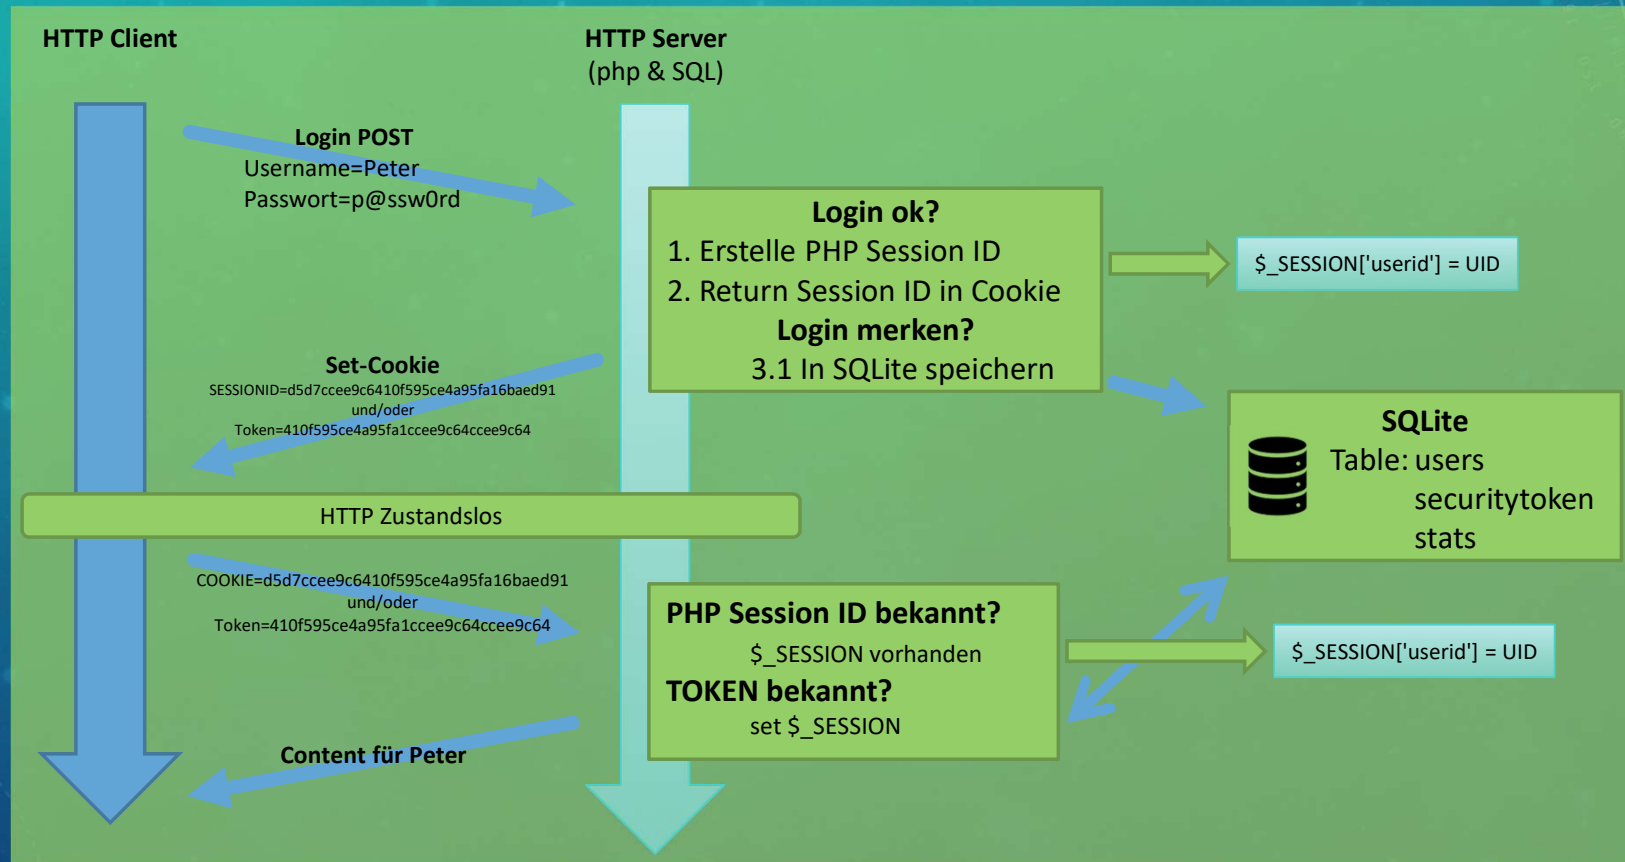 HTTP Client
HTTP Server
(php & SQL)
Login POST
Username=Peter
Passwort=p@ssw0rd
Login ok?
1. Erstelle PHP Session ID
2. Return Session ID in Cookie
Login merken?
3.1 In SQLite speichern
$_SESSION['userid'] = UID
Set-Cookie
SESSIONID=d5d7ccee9c6410f595ce4a95fa16baed91
und/oder
Token=410f595ce4a95fa1ccee9c64ccee9c64
SQLite
Table: users
securitytoken
stats
HTTP Zustandslos
COOKIE=d5d7ccee9c6410f595ce4a95fa16baed91
und/oder
Token=410f595ce4a95fa1ccee9c64ccee9c64
PHP Session ID bekannt?
$_SESSION vorhanden
TOKEN bekannt?
set $_SESSION
$_SESSION['userid'] = UID
Content für Peter